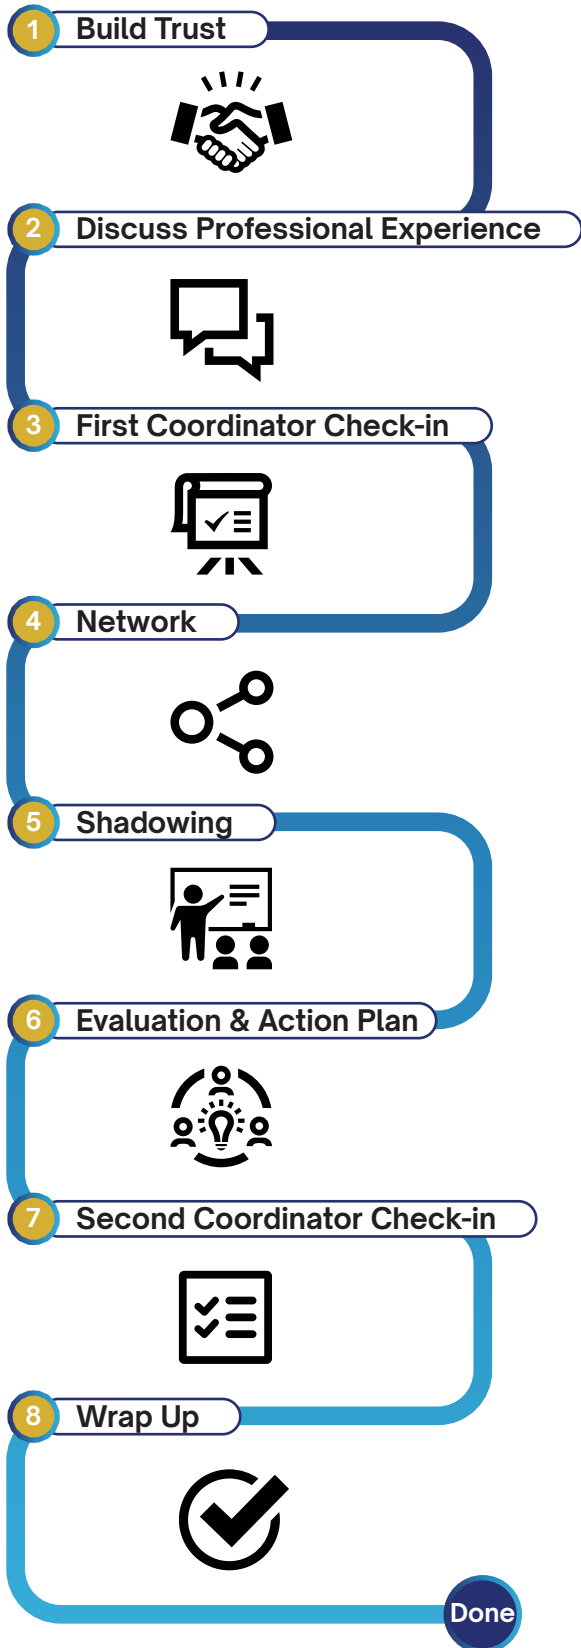 1 Build Trust
2 Discuss Professional Experience
3 First Coordinator Check-in
4 Network
5 Shadowing
6 Evaluation & Action Plan
7 Second Coordinator Check-in
8 Wrap Up
Done